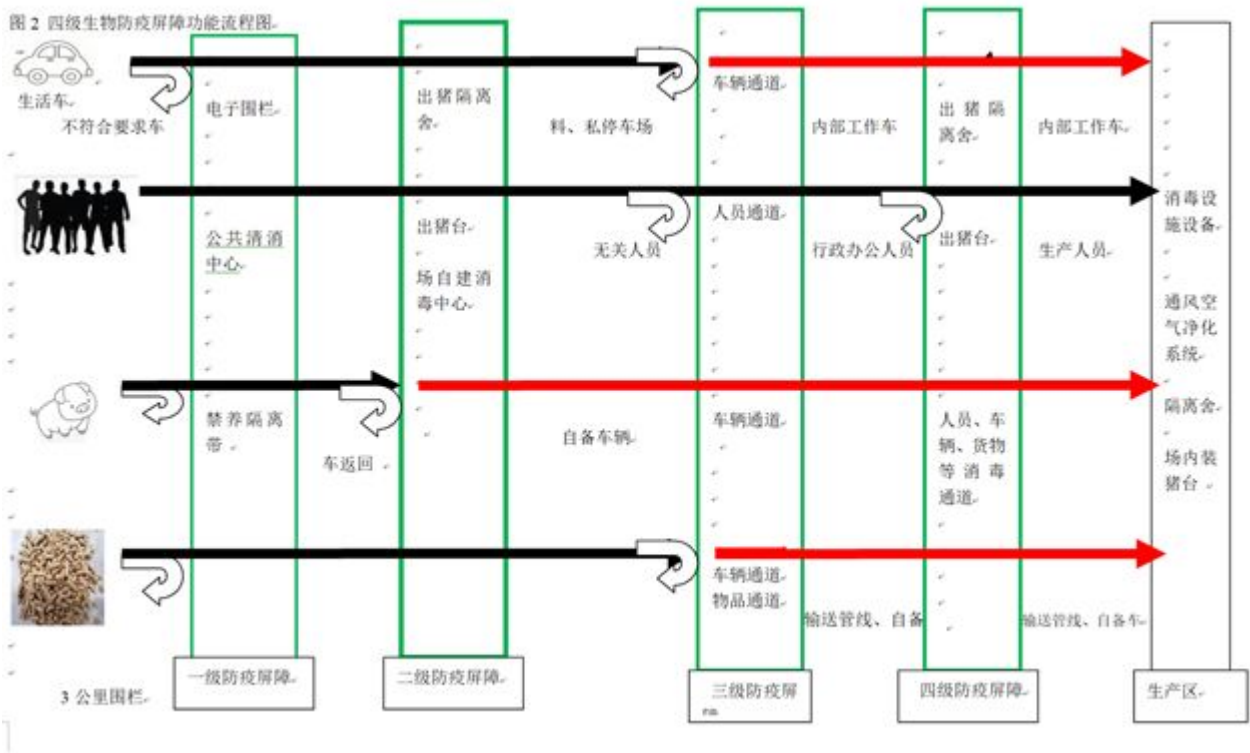 图 2 四级生物防疫屏障功能流程图
生活车
不符合要求车
电子围栏
公共清消
中心
禁养隔离
带
出猪隔离
舍
出猪台
场自建消
毒中心
料、私停车场
无关人员
车返回
自备车辆
车辆通道
人员通道
车辆通道
车辆通道
物品通道
内部工作车
行政办公人员
输送管线、自备
出猪隔
离舍
出猪台
人员、车
辆、货物
等消毒
通道
内部工作车
生产人员
输送管线、自备车
消毒设
施设备
通风空
气净化
系统
隔离舍
场内装
猪台
3 公里围栏
一级防疫屏障
二级防疫屏障
三级防疫屏
四级防疫屏障
生产区